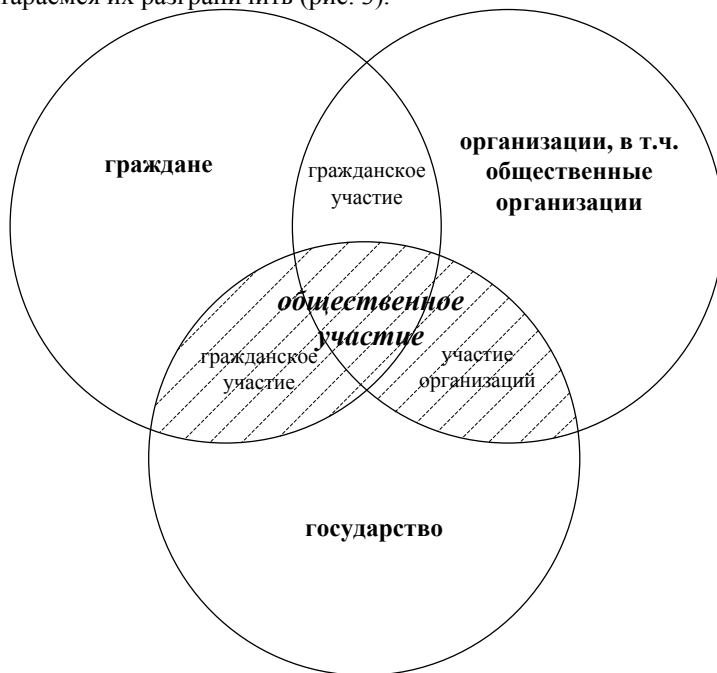 тараемся их разграничить (рис. 3).
граждане
организации, в т.ч.
общественные
организации
гражданское
участие
общественное
участие
гражданское
участие
участие
организаций
государство